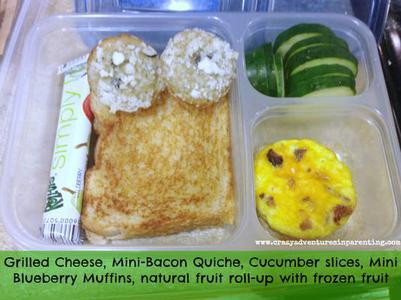 simply
www.crazyadventuresinparenting.com
Grilled Cheese, Mini-Bacon Quiche, Cucumber slices, Mini
Blueberry Muffins, natural fruit roll-up with frozen fruit